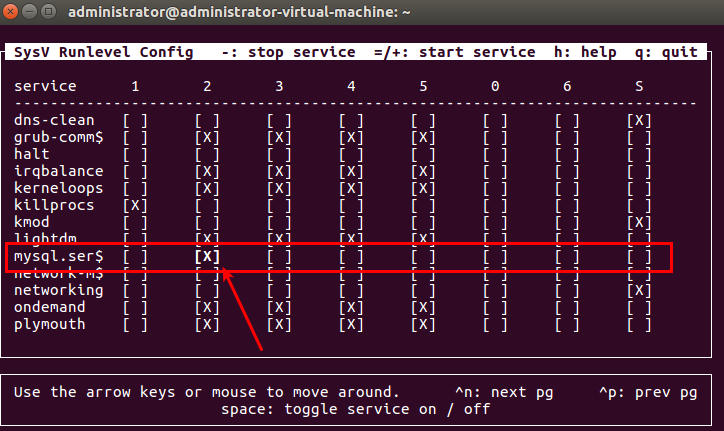 administrator@administrator-virtual-machine: ~
SysV Runlevel Config   -: stop service  =/+: start service  h: help  q: quit
service      1       2       3       4       5       0       6       S
----------------------------------------------------------------------------
dns-clean   [ ]     [ ]     [ ]     [ ]     [ ]     [ ]     [ ]     [X]
grub-comm$  [ ]     [X]     [X]     [X]     [X]     [ ]     [ ]     [ ]
halt        [ ]     [ ]     [ ]     [ ]     [ ]     [ ]     [ ]     [ ]
irqbalance  [ ]     [X]     [X]     [X]     [X]     [ ]     [ ]     [ ]
kerneloops  [ ]     [X]     [X]     [X]     [X]     [ ]     [ ]     [ ]
killprocs   [X]     [ ]     [ ]     [ ]     [ ]     [ ]     [ ]     [ ]
kmod        [ ]     [ ]     [ ]     [ ]     [ ]     [ ]     [ ]     [X]
lightdm     [ ]     [X]     [X]     [X]     [X]     [ ]     [ ]     [ ]
mysql.ser$  [ ]     [X]     [ ]     [ ]     [ ]     [ ]     [ ]     [ ]
network-m$  [ ]     [ ]     [ ]     [ ]     [ ]     [ ]     [ ]     [ ]
networking  [ ]     [ ]     [ ]     [ ]     [ ]     [ ]     [ ]     [X]
ondemand    [ ]     [X]     [X]     [X]     [X]     [ ]     [ ]     [ ]
plymouth    [ ]     [X]     [X]     [X]     [X]     [ ]     [ ]     [ ]
Use the arrow keys or mouse to move around.      ^n: next pg     ^p: prev pg
space: toggle service on / off